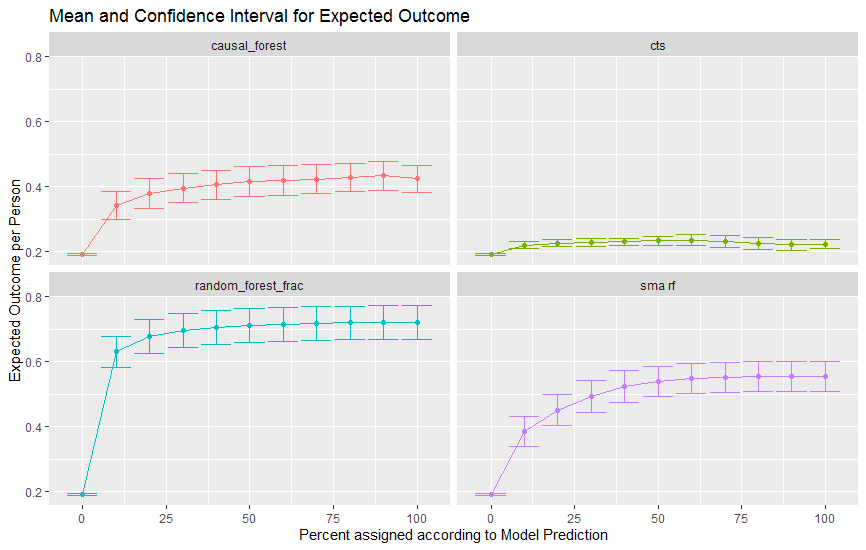 Mean and Confidence Interval for Expected Outcome
causal_forest
cts
0.8
0.6
0.4
0.2
random_forest_frac
sma rf
0.8
0.6
0.4
0.2
0
25
50
75
100
0
25
50
75
100
Expected Outcome per Person
Percent assigned according to Model Prediction